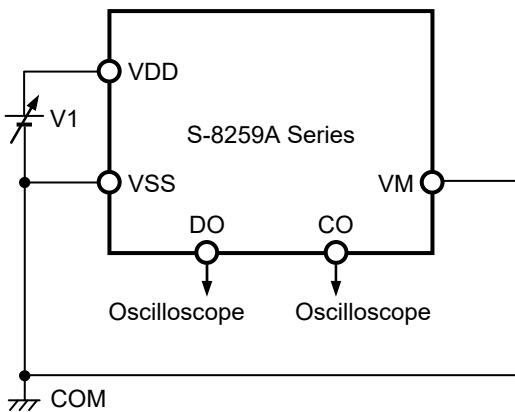 VDD
V1
S-8259A Series
VSS
VM
DO
CO
Oscilloscope
Oscilloscope
COM